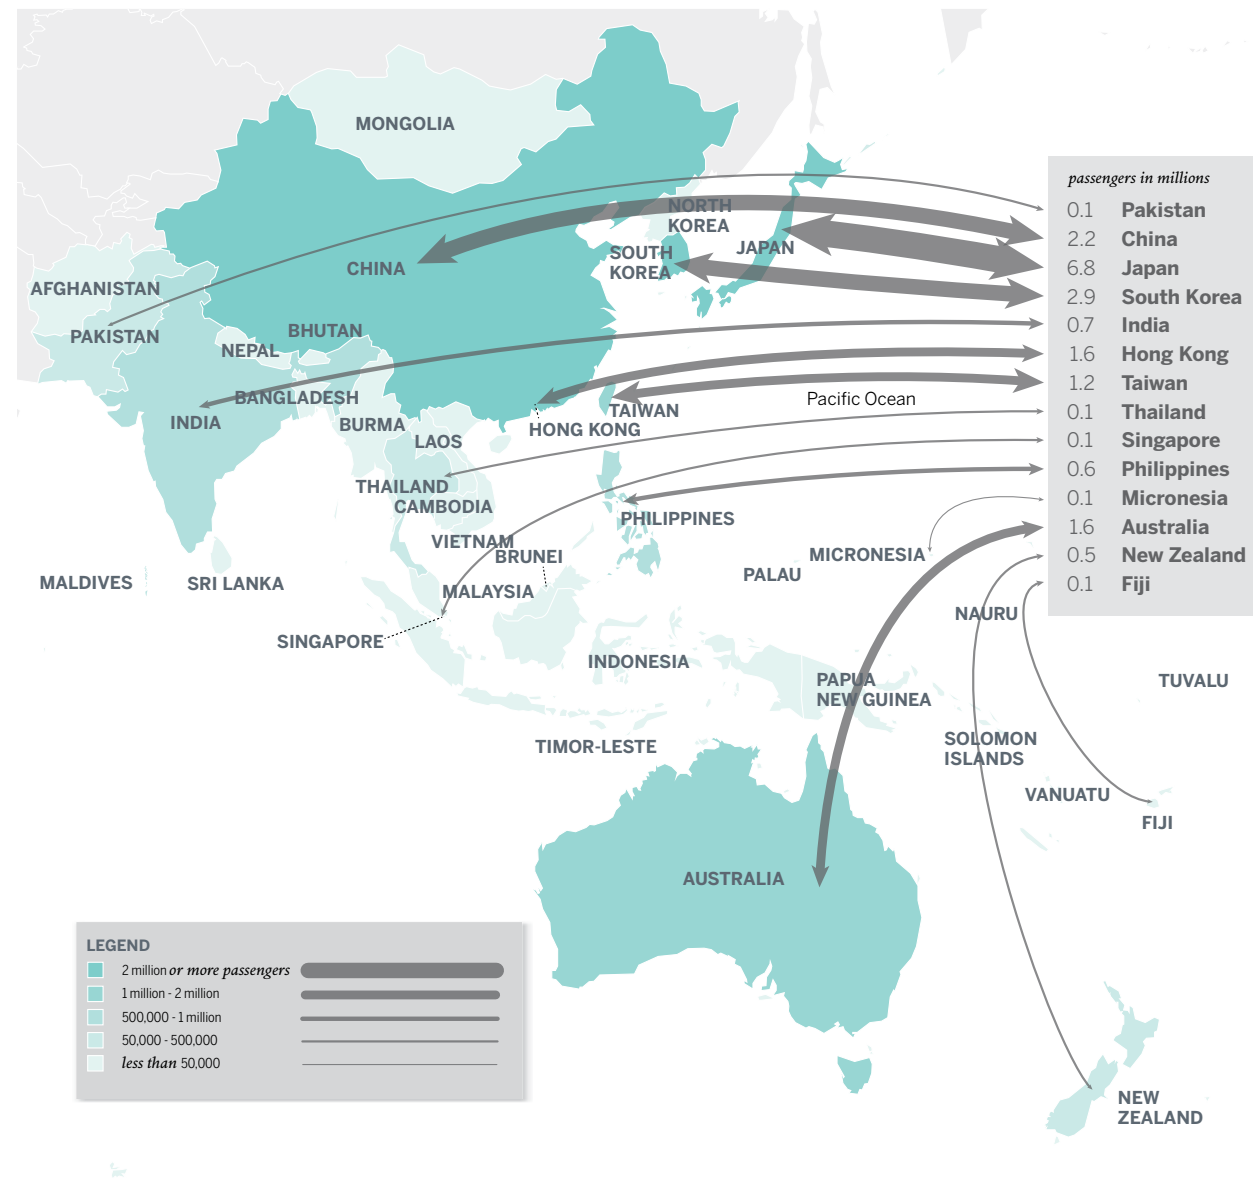 MONGOLIA
passengers in millions
0.1 Pakistan
2.2 China
6.8 Japan
2.9 South Korea
0.7 India
1.6 Hong Kong
1.2 Taiwan
0.1 Thailand
0.1 Singapore
0.6 Philippines
0.1 Micronesia
1.6 Australia
0.5 New Zealand
0.1 Fiji
NORTH
KOREA
JAPAN
SOUTH
KOREA
CHINA
AFGHANISTAN
PAKISTAN
BHUTAN
NEPAL
BANGLADESH
INDIA
BURMA
LAOS
TAIWAN
HONG KONG
Pacific Ocean
THAILAND
CAMBODIA
VIETNAM
BRUNEI
PHILIPPINES
MICRONESIA
PALAU
MALDIVES
SRI LANKA
MALAYSIA
NAURU
SINGAPORE
INDONESIA
PAPUA
NEW GUINEA
TUVALU
TIMOR-LESTE
SOLOMON
ISLANDS
VANUATU
FIJI
AUSTRALIA
LEGEND
2 million or more passengers
1 million - 2 million
500,000 - 1 million
50,000 - 500,000
less than 50,000
NEW
ZEALAND